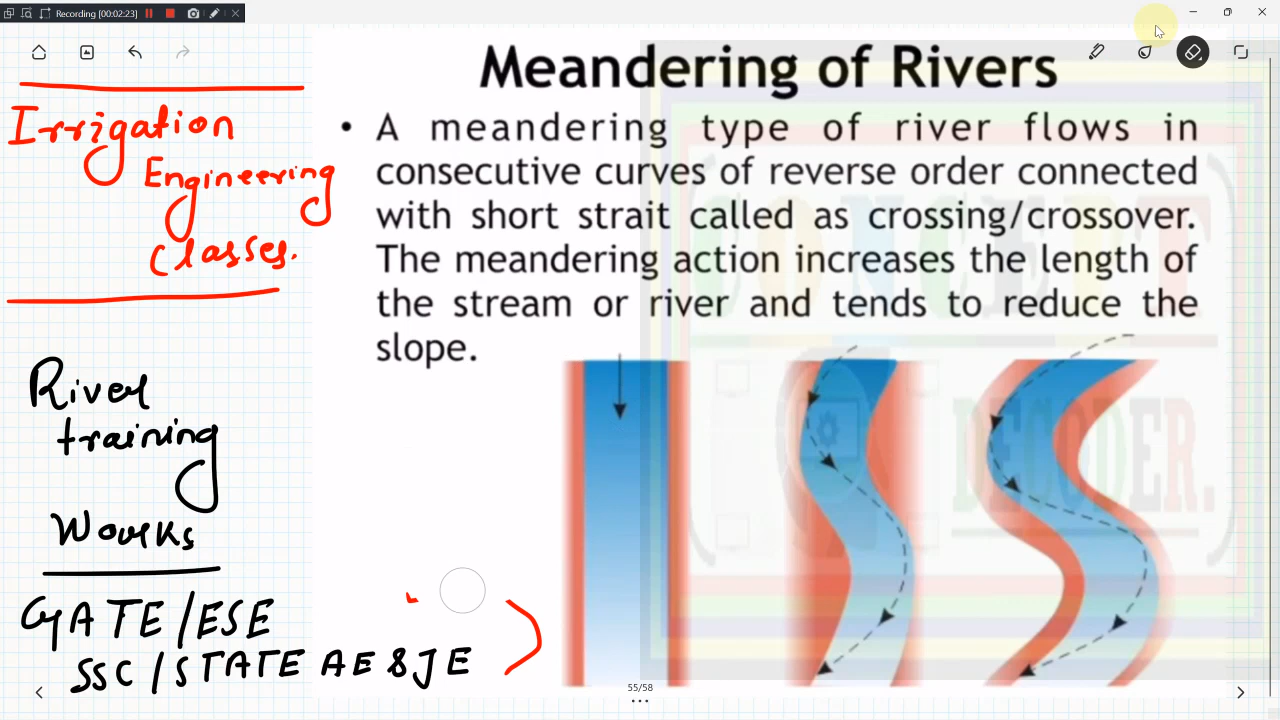 Recording [00:02:23]
Meandering of Rivers
Irrigation
Engineering
Classes.
• A meandering type of river flows in
consecutive curves of reverse order connected
with short strait called as crossing/crossover.
The meandering action increases the length of
the stream or river and tends to reduce the
slope.
River
training
Works
GATE/ESE
SSC/STATE AE & JE
CONCEPT
DECODER.
55/58